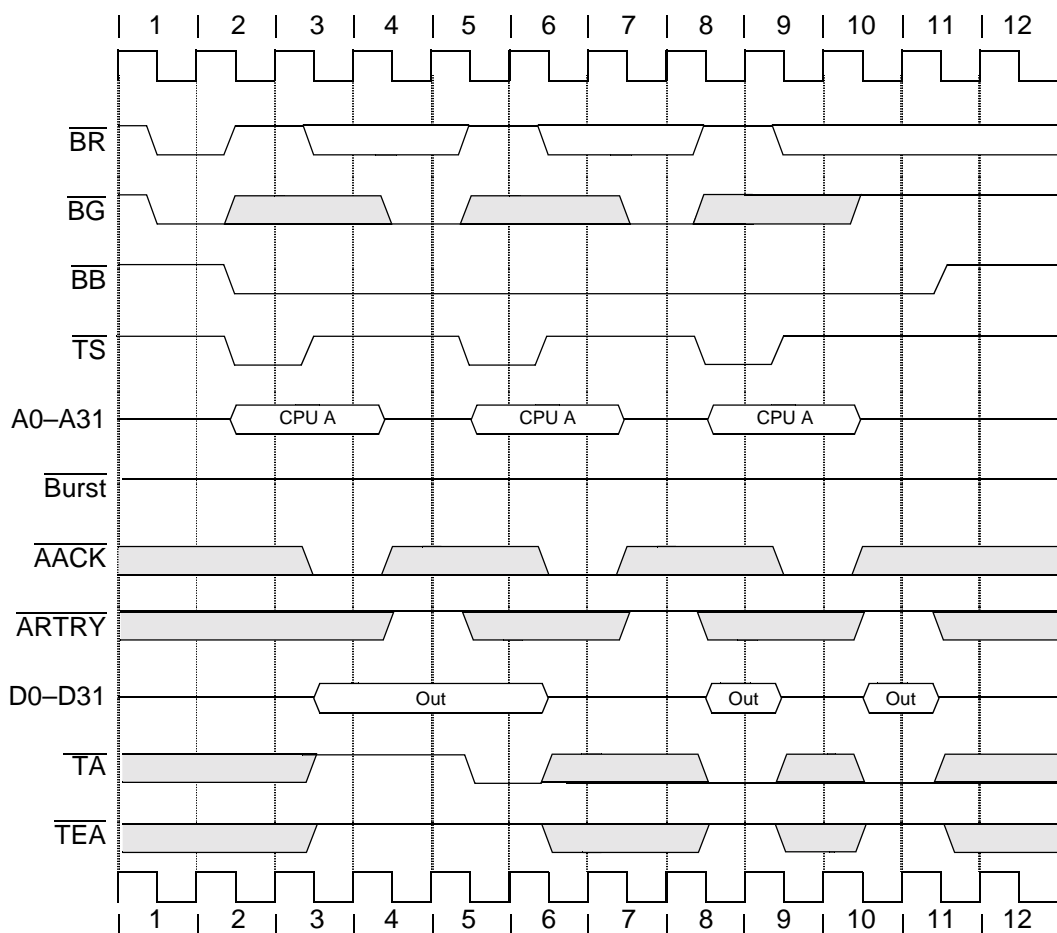 1 2 3 4 5 6 7 8 9 10 11 12
BR
BG
BB
TS
A0–A31 CPU A CPU A CPU A
Burst
AACK
ARTRY
D0–D31 Out Out Out
TA
TEA
1 2 3 4 5 6 7 8 9 10 11 12